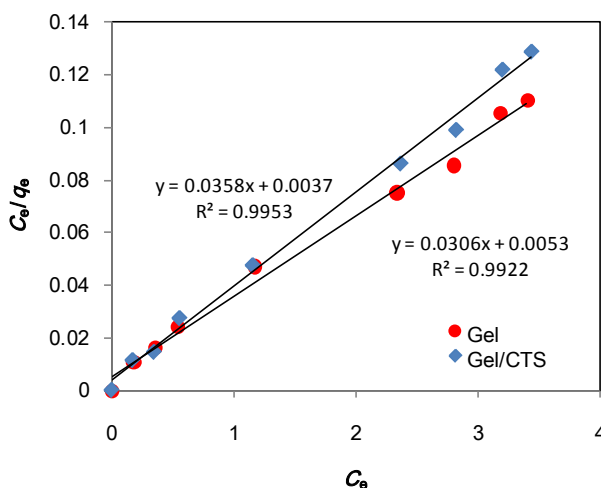 0.14
0.12
0.1
0.08
0.06
0.04
0.02
0
Ce/qe
y = 0.0358x + 0.0037
R² = 0.9953
y = 0.0306x + 0.0053
R² = 0.9922
Gel
Gel/CTS
0 1 2 3 4
Ce